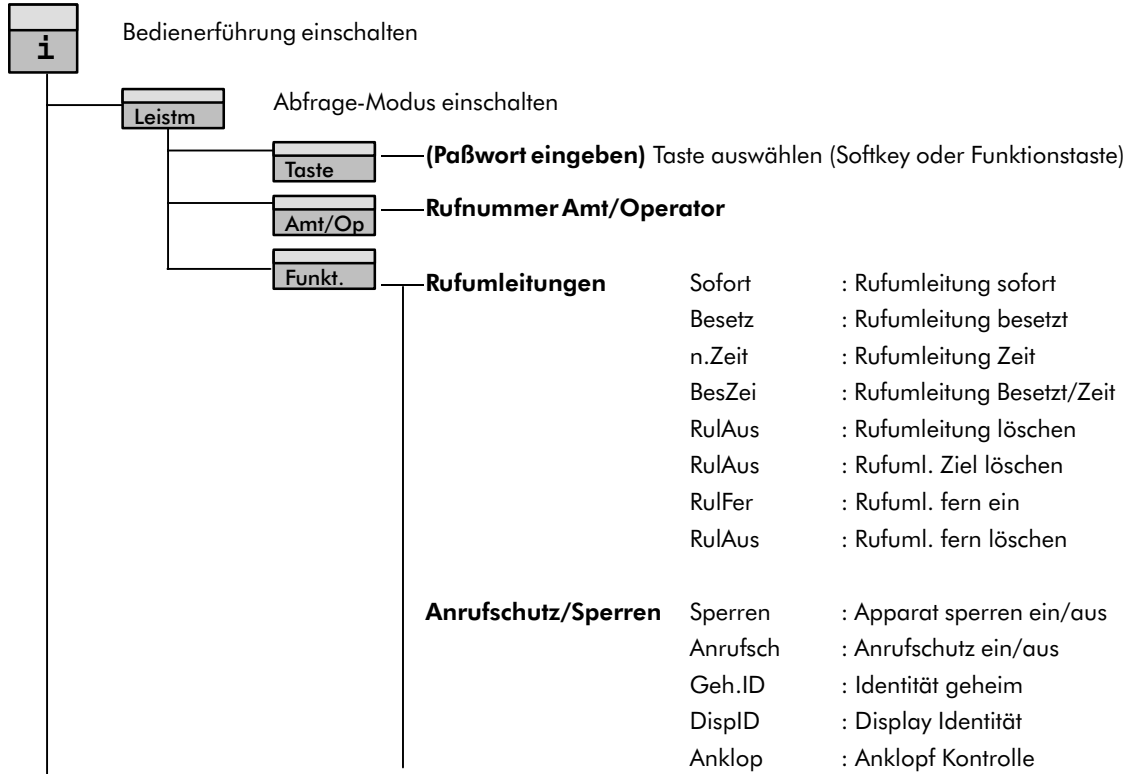 i Bedienerführung einschalten
Leistm Abfrage-Modus einschalten
Taste (Paßwort eingeben) Taste auswählen (Softkey oder Funktionstaste)
Amt/Op Rufnummer Amt/Operator
Funkt. Rufumleitungen Sofort : Rufumleitung sofort
Besetz : Rufumleitung besetzt
n.Zeit : Rufumleitung Zeit
BesZei : Rufumleitung Besetzt/Zeit
RulAus : Rufumleitung löschen
RulAus : Rufuml. Ziel löschen
RulFer : Rufuml. fern ein
RulAus : Rufuml. fern löschen
Anrufschutz/Sperren Sperren : Apparat sperren ein/aus
Anrufsch : Anrufschutz ein/aus
Geh.ID : Identität geheim
DispID : Display Identität
Anklop : Anklopf Kontrolle